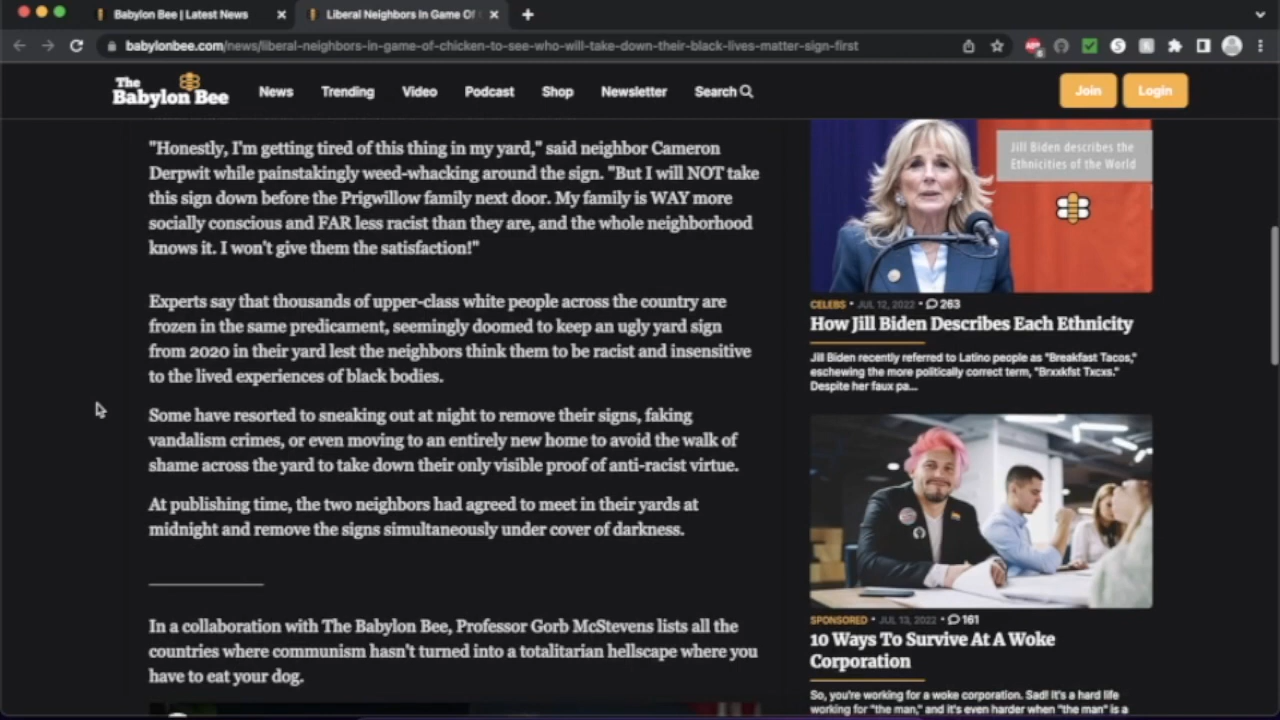 Babylon Bee | Latest News
Liberal Neighbors In Game Of
babylonbee.com/news/liberal-neighbors-in-game-of-chicken-to-see-who-will-take-down-their-black-lives-matter-sign-first
The
Babylon Bee
News
Trending
Video
Podcast
Shop
Newsletter
Search
Join
Login
"Honestly, I'm getting tired of this thing in my yard," said neighbor Cameron
Derpwit while painstakingly weed-whacking around the sign. "But I will NOT take
this sign down before the Prigwillow family next door. My family is WAY more
socially conscious and FAR less racist than they are, and the whole neighborhood
knows it. I won't give them the satisfaction!"
Experts say that thousands of upper-class white people across the country are
frozen in the same predicament, seemingly doomed to keep an ugly yard sign
from 2020 in their yard lest the neighbors think them to be racist and insensitive
to the lived experiences of black bodies.
Some have resorted to sneaking out at night to remove their signs, faking
vandalism crimes, or even moving to an entirely new home to avoid the walk of
shame across the yard to take down their only visible proof of anti-racist virtue.
At publishing time, the two neighbors had agreed to meet in their yards at
midnight and remove the signs simultaneously under cover of darkness.
In a collaboration with The Babylon Bee, Professor Gorb McStevens lists all the
countries where communism hasn't turned into a totalitarian hellscape where you
have to eat your dog.
Jill Biden describes the
Ethnicities of the World
CELEBS • JUL 12, 2022 • 263
How Jill Biden Describes Each Ethnicity
Jill Biden recently referred to Latino people as "Breakfast Tacos,"
eschewing the more politically correct term, "Brxxkfst Txcxs."
Despite her faux pa...
SPONSORED • JUL 13, 2022 • 161
10 Ways To Survive At A Woke
Corporation
So, you're working for a woke corporation. Sad! It's a hard life
working for "the man," and it's even harder when "the man" is a